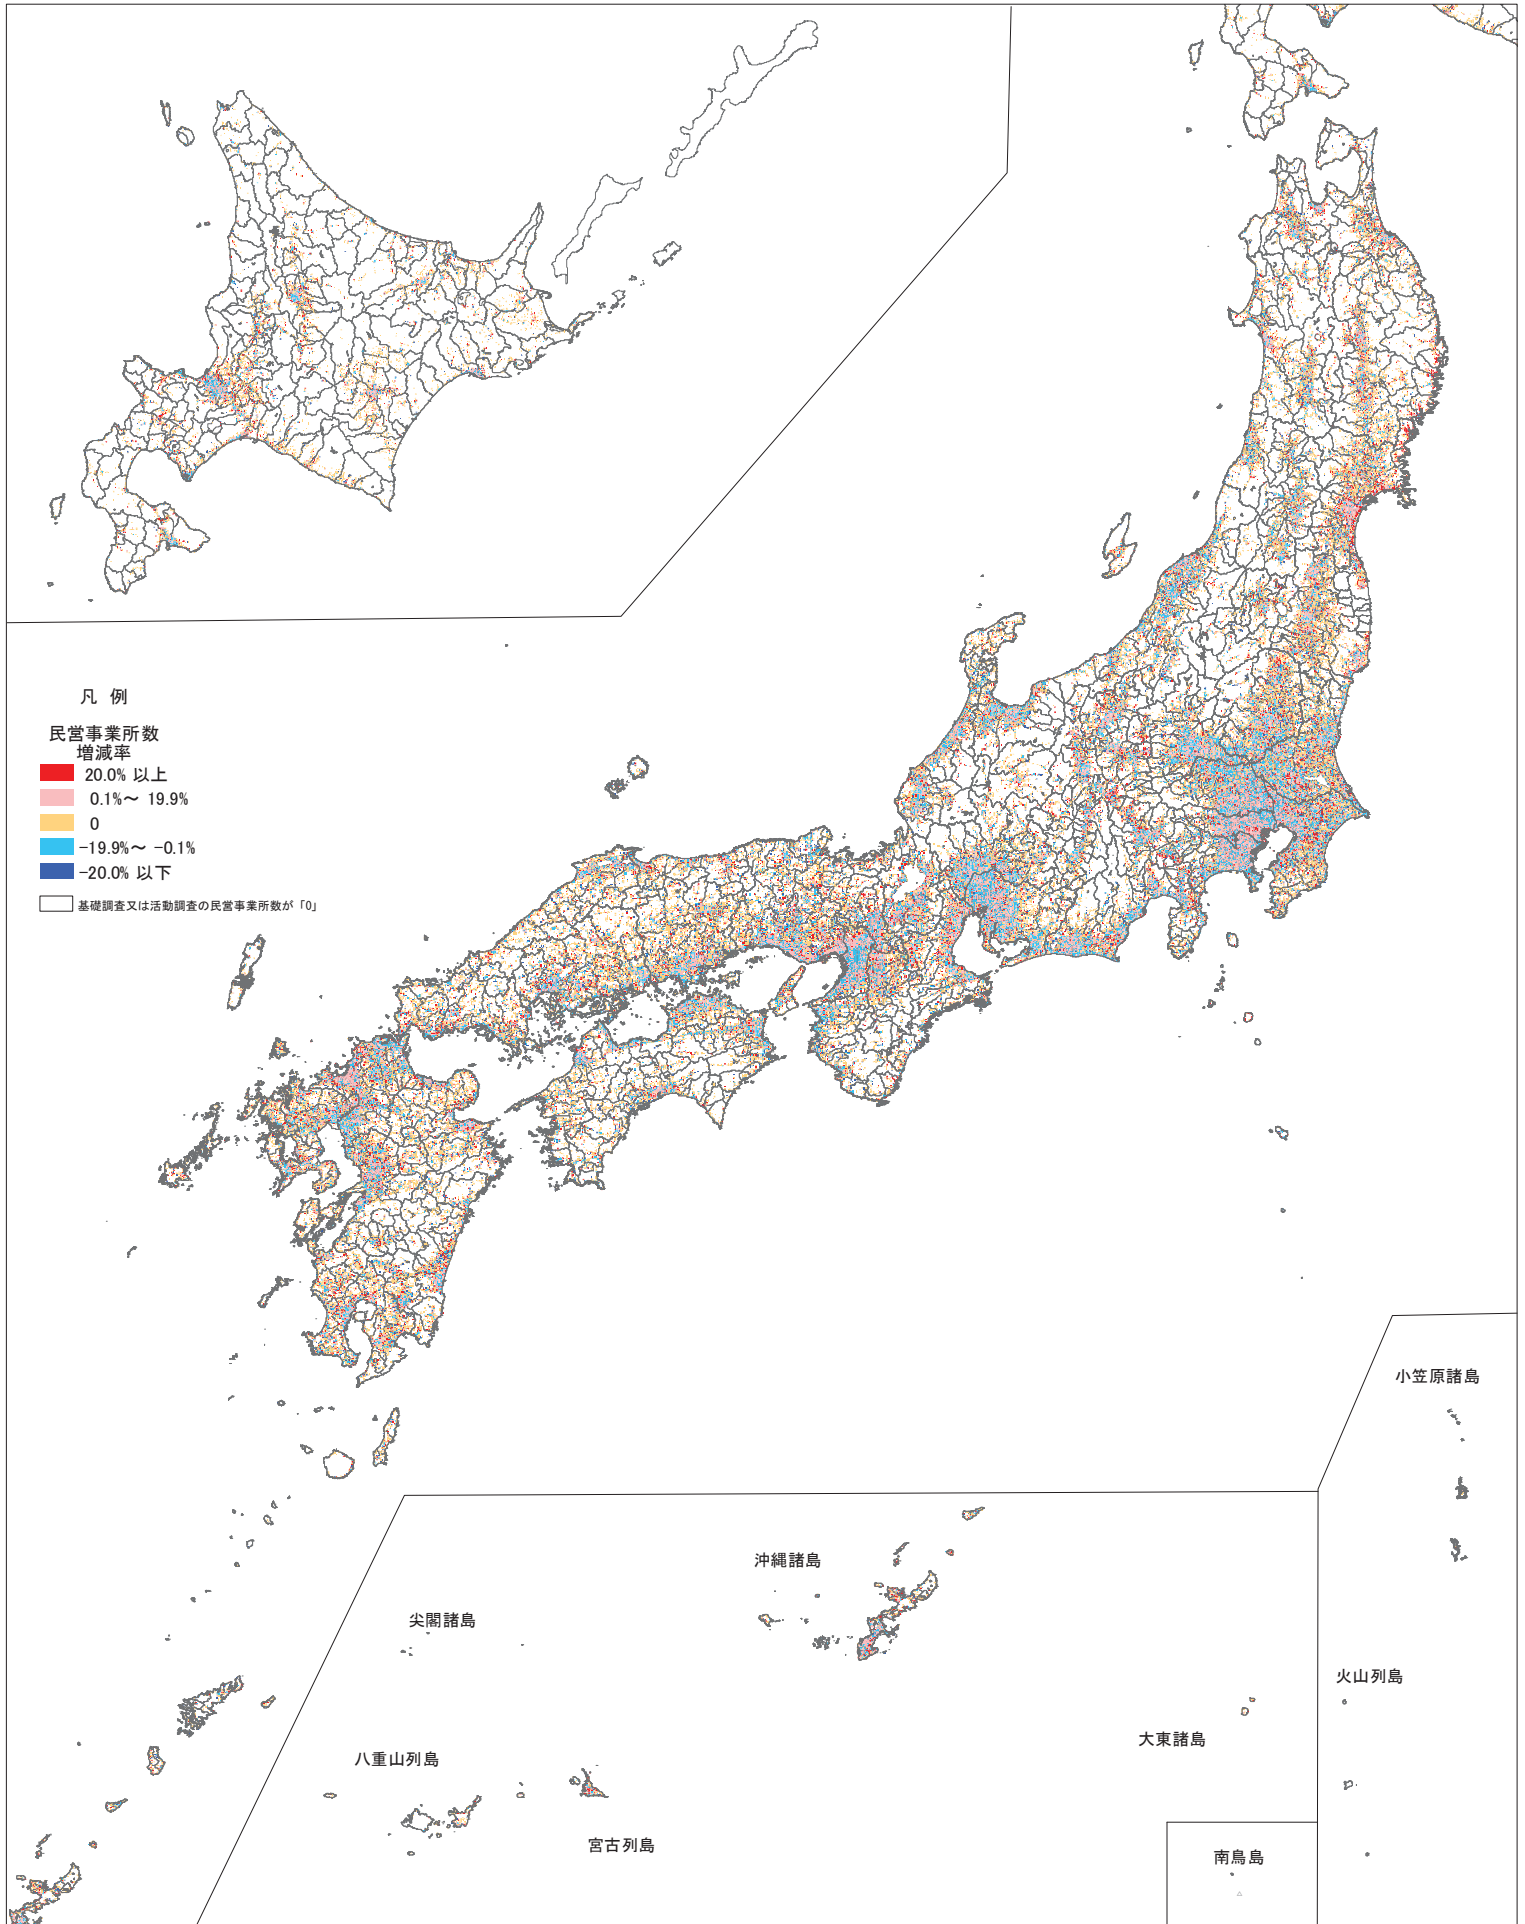 凡 例
民営事業所数
増減率
20.0% 以上
0.1%～ 19.9%
0
−19.9%～ −0.1%
−20.0% 以下
基礎調査又は活動調査の民営事業所数が「0」
小笠原諸島
沖縄諸島
尖閣諸島
火山列島
大東諸島
八重山列島
宮古列島
南鳥島